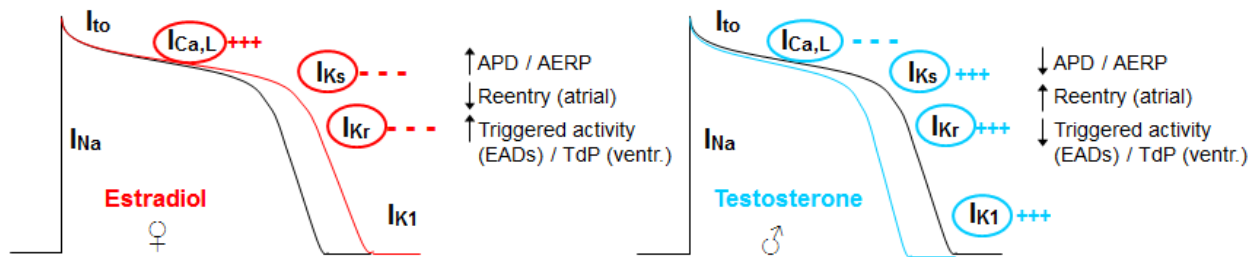 Ito
ICa,L +++
IKs - - -
IKr - - -
INa
Estradiol
♀
IK1
↑ APD / AERP
↓ Reentry (atrial)
↑ Triggered activity
(EADs) / TdP (ventr.)
Ito
ICa,L - - -
IKs +++
IKr +++
INa
Testosterone
♂
IK1 +++
↓ APD / AERP
↑ Reentry (atrial)
↓ Triggered activity
(EADs) / TdP (ventr.)